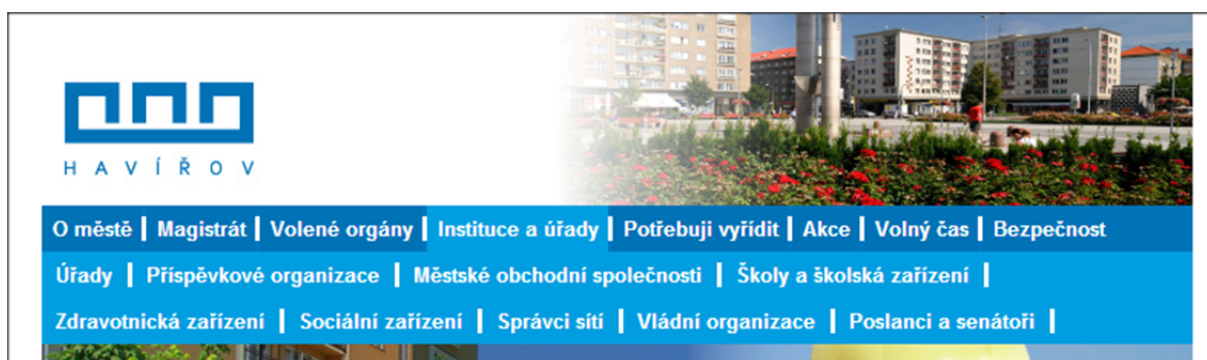 HAVÍŘOV
O městě | Magistrát | Volené orgány | Instituce a úřady | Potřebuji vyřídit | Akce | Volný čas | Bezpečnost
Úřady | Příspěvkové organizace | Městské obchodní společnosti | Školy a školská zařízení |
Zdravotnická zařízení | Sociální zařízení | Správci sítí | Vládní organizace | Poslanci a senátoři |